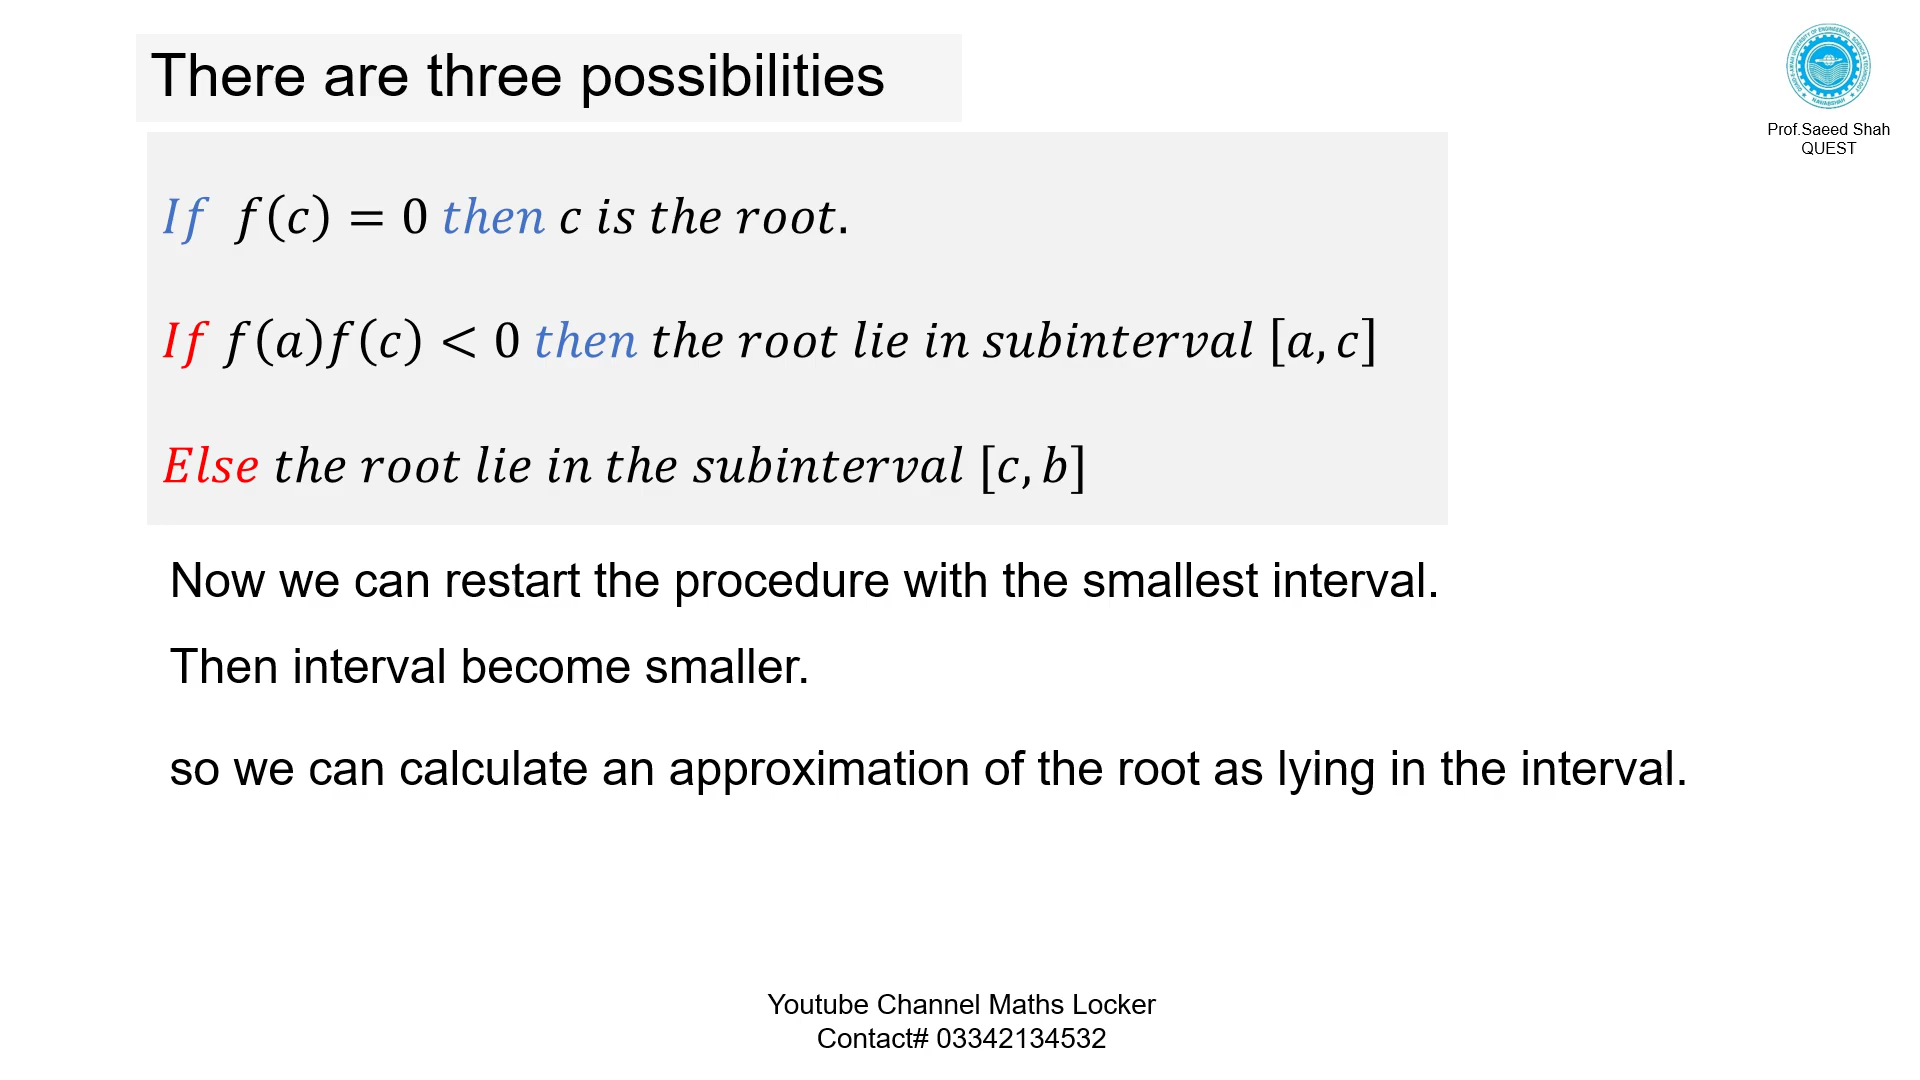 There are three possibilities
Prof.Saeed Shah
QUEST
If f(c) = 0 then c is the root.
If f(a)f(c) < 0 then the root lie in subinterval [a, c]
Else the root lie in the subinterval [c, b]
Now we can restart the procedure with the smallest interval.
Then interval become smaller.
so we can calculate an approximation of the root as lying in the interval.
Youtube Channel Maths Locker
Contact# 03342134532